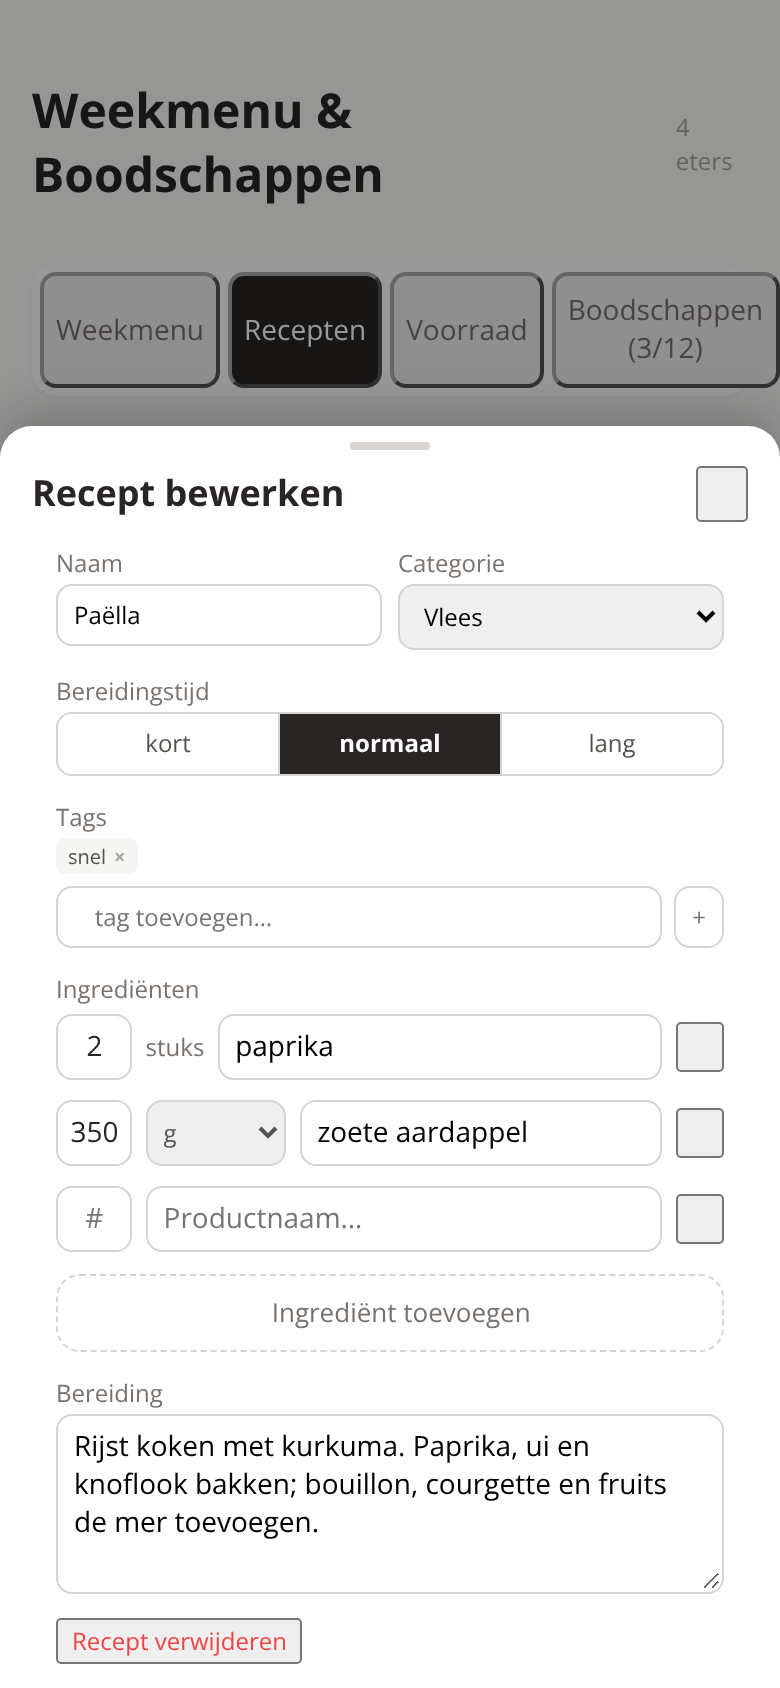 Weekmenu &
Boodschappen
4
eters
Weekmenu
Recepten
Voorraad
Boodschappen
(3/12)
Recept bewerken
Naam
Categorie
Paëlla
Vlees
Bereidingstijd
kort
normaal
lang
Tags
snel ×
tag toevoegen...
+
Ingrediënten
2 stuks paprika
350 g zoete aardappel
# Productnaam...
Ingrediënt toevoegen
Bereiding
Rijst koken met kurkuma. Paprika, ui en
knoflook bakken; bouillon, courgette en fruits
de mer toevoegen.
Recept verwijderen